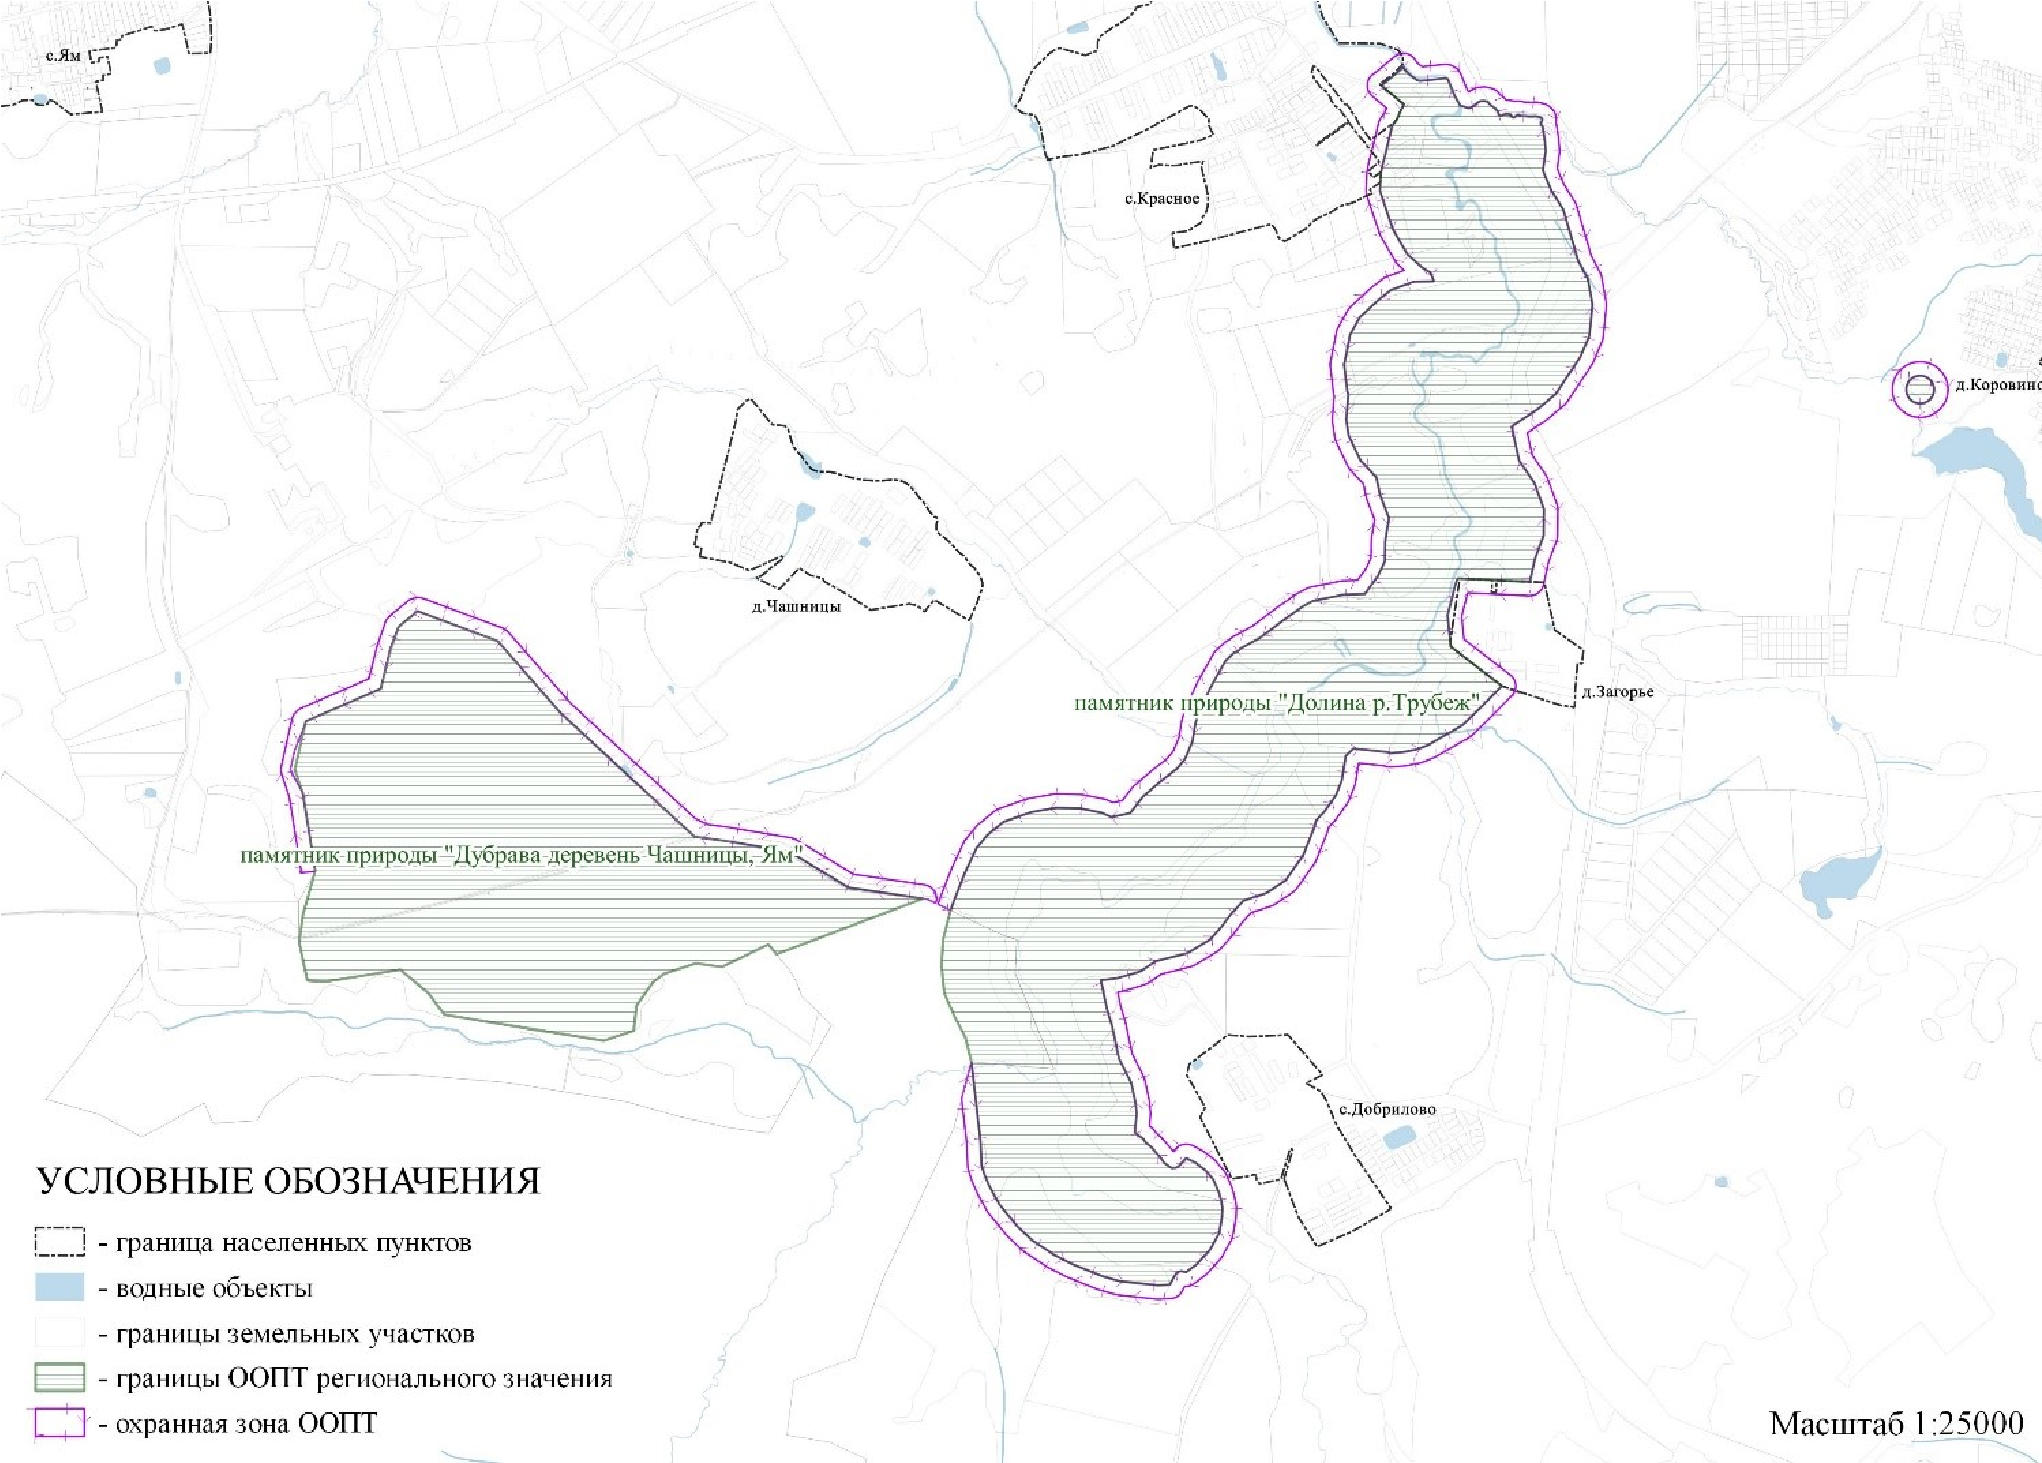 с.Ям
с.Красное
д.Коровино
д.Чашницы
д.Загорье
памятник природы "Долина р.Трубеж"
памятник природы "Дубрава деревень Чашницы, Ям"
с.Добрилово
УСЛОВНЫЕ ОБОЗНАЧЕНИЯ
- граница населенных пунктов
- водные объекты
- границы земельных участков
- границы ООПТ регионального значения
- охранная зона ООПТ
Масштаб 1:25000